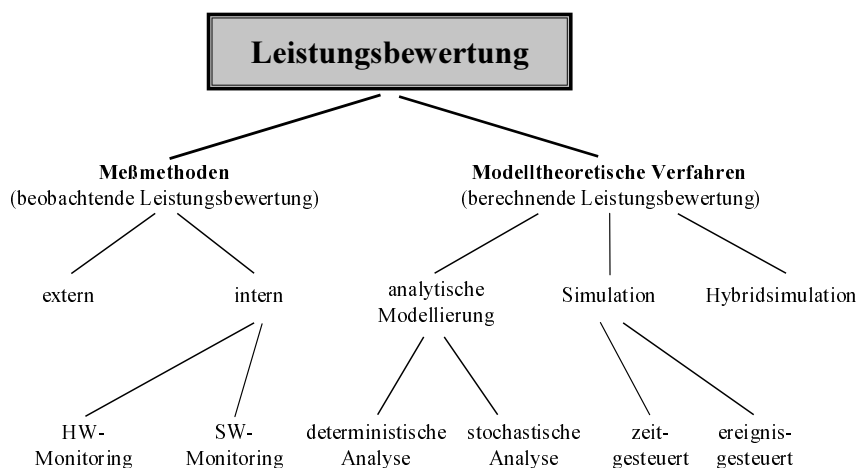 Leistungsbewertung
Meßmethoden
(beobachtende Leistungsbewertung)
Modelltheoretische Verfahren
(berechnende Leistungsbewertung)
extern
intern
analytische
Modellierung
Simulation
Hybridsimulation
HW-
Monitoring
SW-
Monitoring
deterministische
Analyse
stochastische
Analyse
zeit-
gesteuert
ereignis-
gesteuert